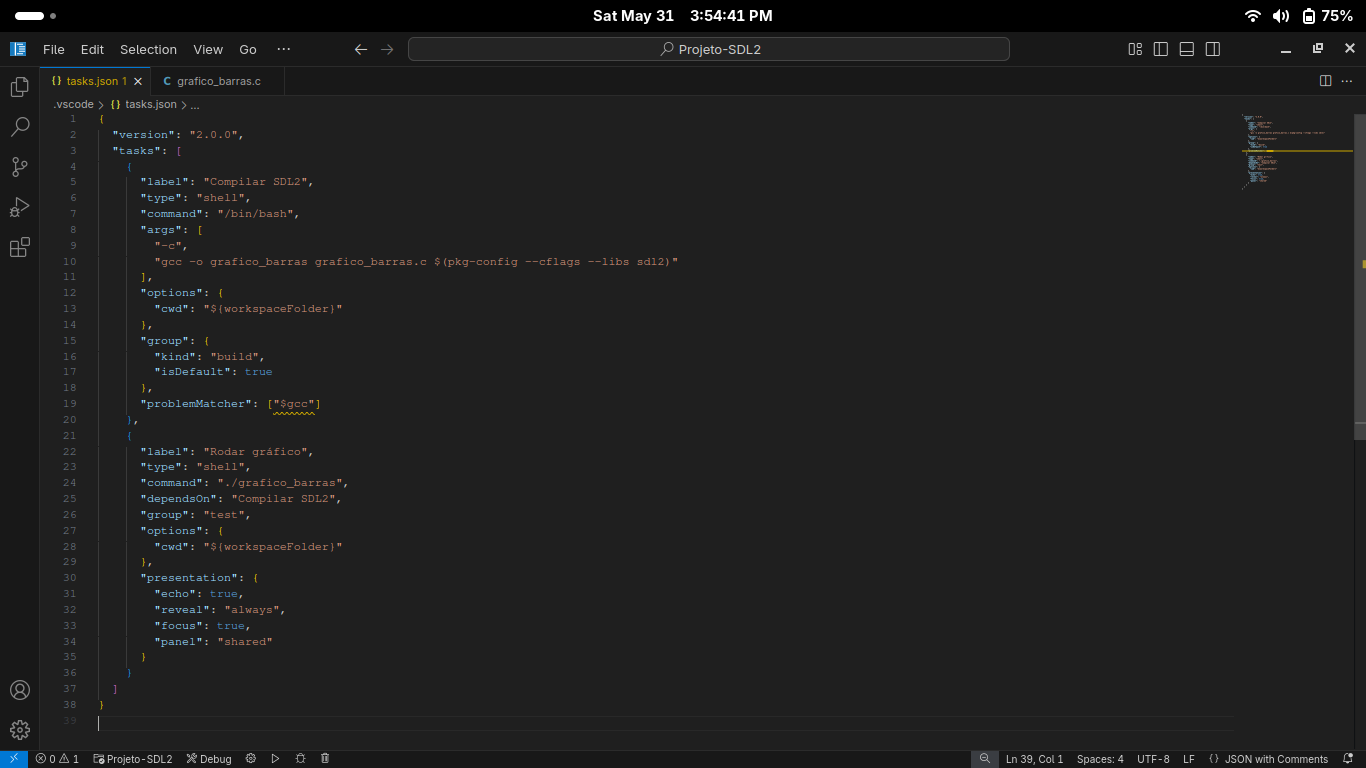 Sat May 31 3:54:41 PM
75%
File Edit Selection View Go ···
Projeto-SDL2
{} tasks.json 1
C grafico_barras.c
.vscode > {} tasks.json > ...
1 {
2 "version": "2.0.0",
3 "tasks": [
4 {
5 "label": "Compilar SDL2",
6 "type": "shell",
7 "command": "/bin/bash",
8 "args": [
9 "-c",
10 "gcc -o grafico_barras grafico_barras.c $(pkg-config --cflags --libs sdl2)"
11 ],
12 "options": {
13 "cwd": "${workspaceFolder}"
14 },
15 "group": {
16 "kind": "build",
17 "isDefault": true
18 },
19 "problemMatcher": ["$gcc"]
20 },
21 {
22 "label": "Rodar gráfico",
23 "type": "shell",
24 "command": "./grafico_barras",
25 "dependsOn": "Compilar SDL2",
26 "group": "test",
27 "options": {
28 "cwd": "${workspaceFolder}"
29 },
30 "presentation": {
31 "echo": true,
32 "reveal": "always",
33 "focus": true,
34 "panel": "shared"
35 }
36 }
37 ]
38 }
39
0 1 Projeto-SDL2 Debug Ln 39, Col 1 Spaces: 4 UTF-8 LF {} JSON with Comments